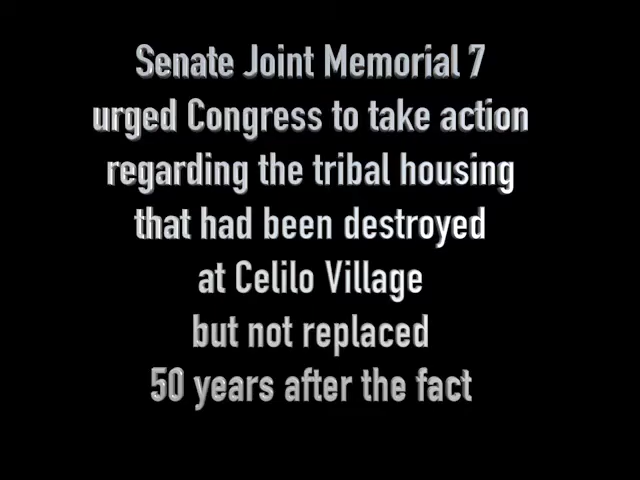 Senate Joint Memorial 7
urged Congress to take action
regarding the tribal housing
that had been destroyed
at Celilo Village
but not replaced
50 years after the fact